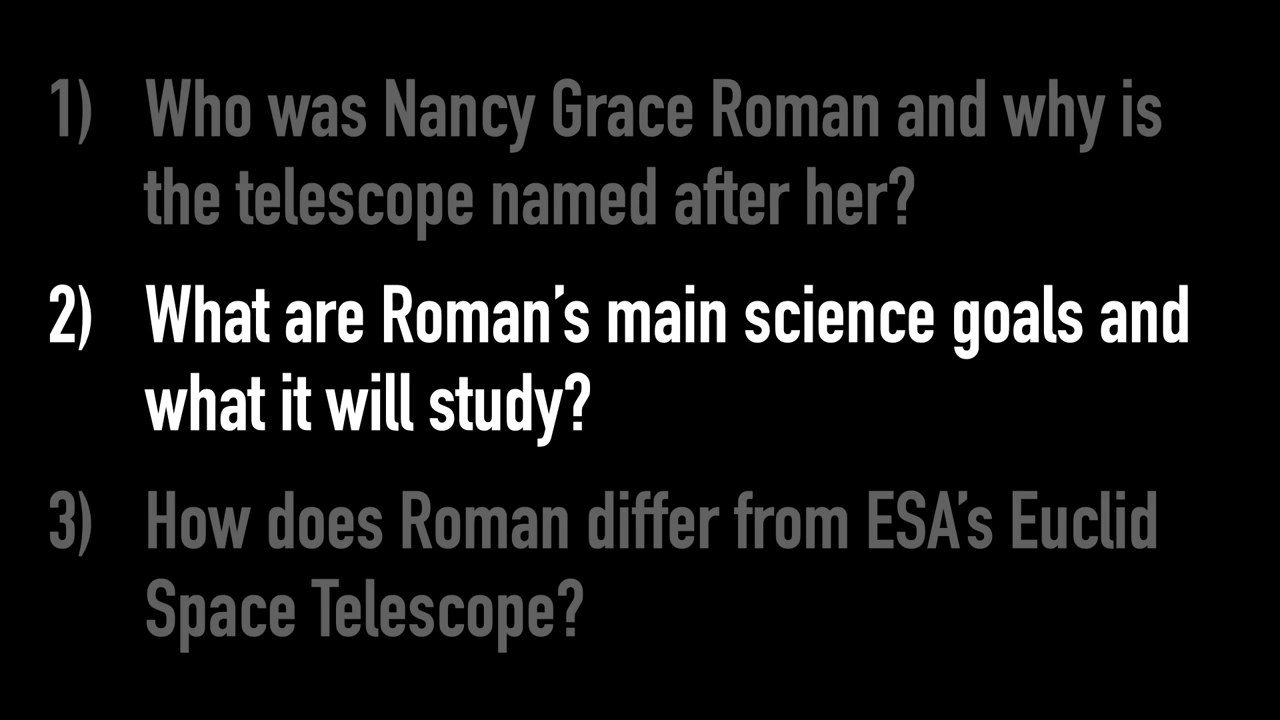 1) Who was Nancy Grace Roman and why is
the telescope named after her?
2) What are Roman’s main science goals and
what it will study?
3) How does Roman differ from ESA’s Euclid
Space Telescope?